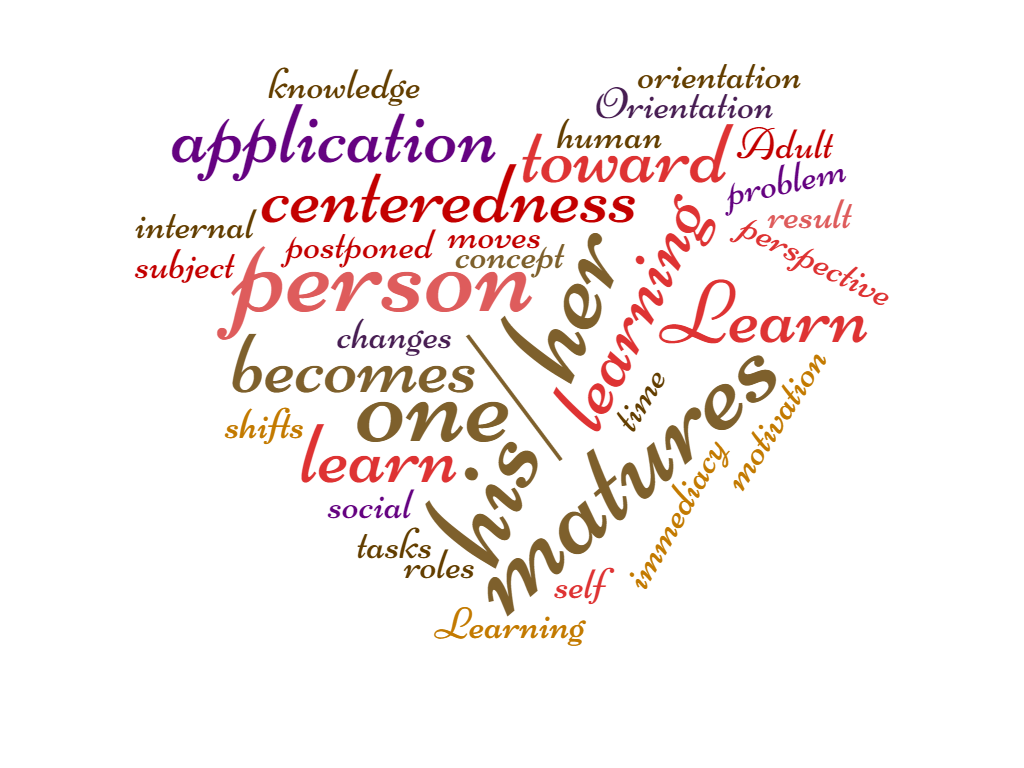 knowledge
orientation
Orientation
application
human
toward
Adult
problem
centeredness
result
internal
postponed
moves
concept
perspective
subject
person
her
learning
Learn
changes
/
becomes
one
time
matures
motivation
shifts
learn.
his
immediacy
social
tasks
roles
self
Learning